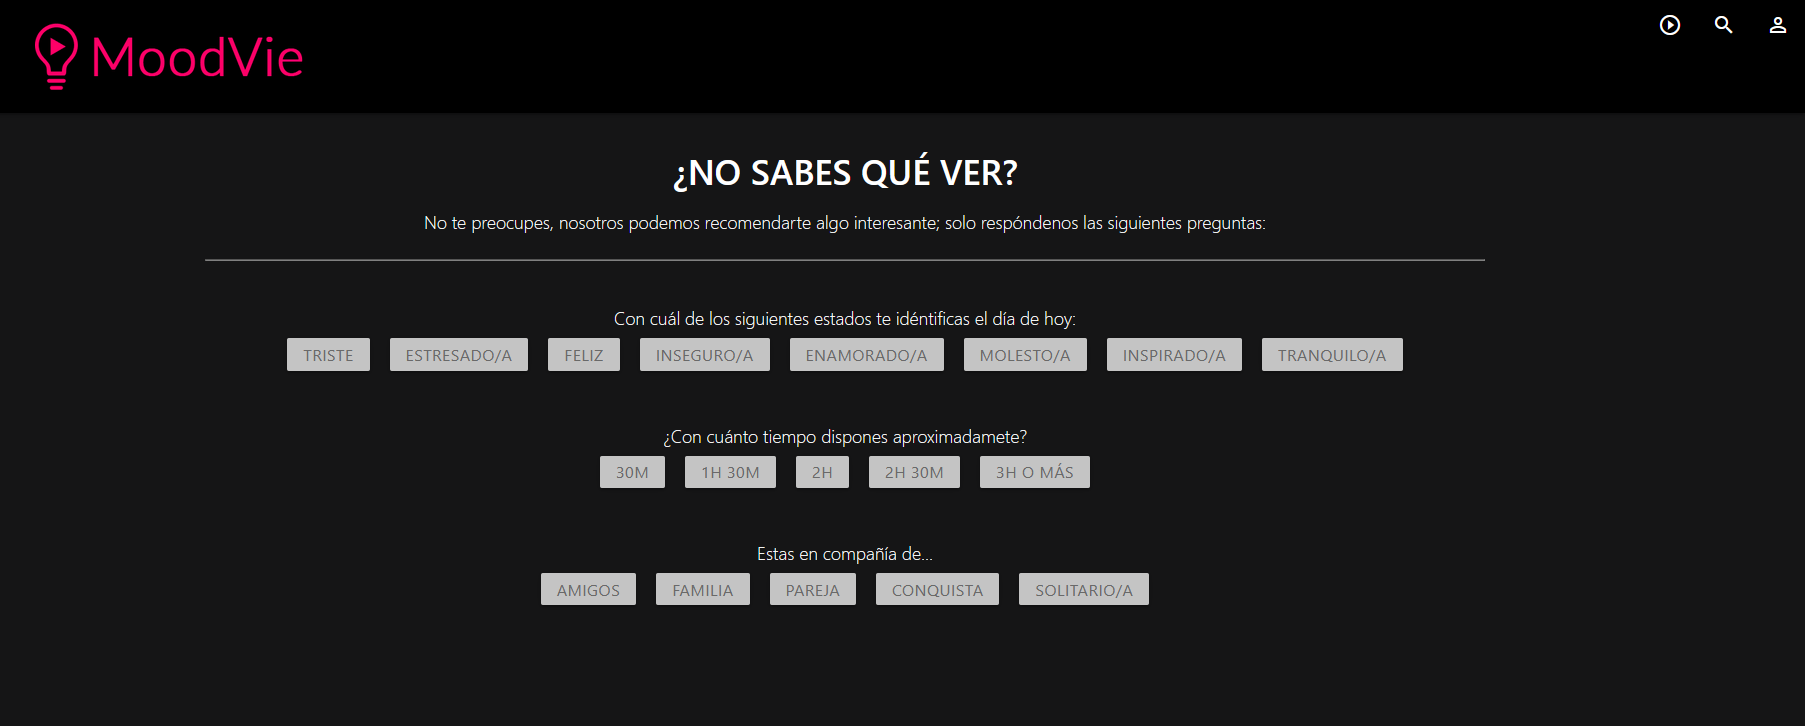 MoodVie
¿NO SABES QUÉ VER?
No te preocupes, nosotros podemos recomendarte algo interesante; solo respóndenos las siguientes preguntas:
Con cuál de los siguientes estados te idéntificas el día de hoy:
TRISTE ESTRESADO/A FELIZ INSEGURO/A ENAMORADO/A MOLESTO/A INSPIRADO/A TRANQUILO/A
¿Con cuánto tiempo dispones aproximadamete?
30M 1H 30M 2H 2H 30M 3H O MÁS
Estas en compañía de...
AMIGOS FAMILIA PAREJA CONQUISTA SOLITARIO/A